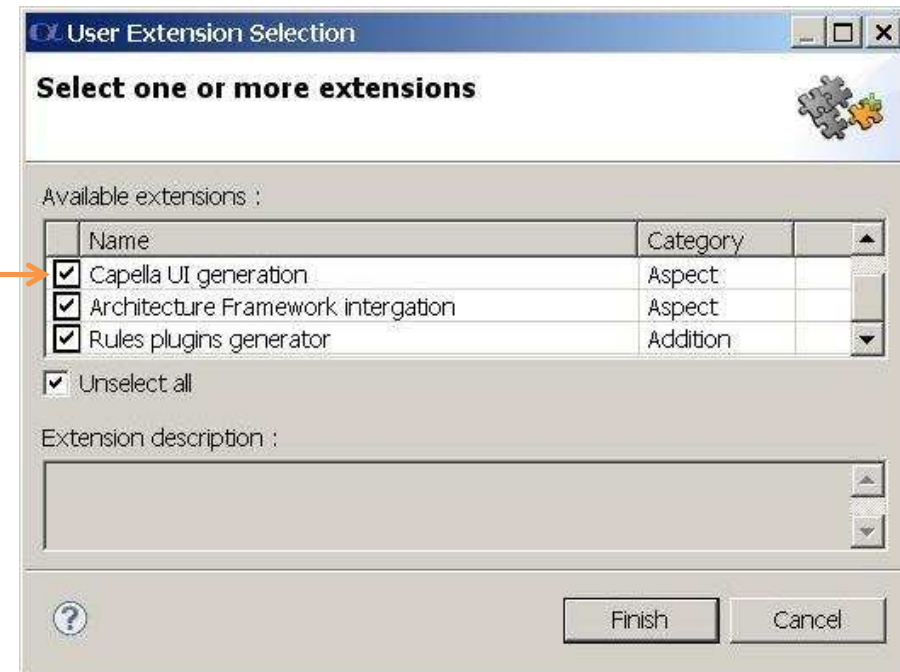 User Extension Selection
Select one or more extensions
Available extensions :
Name Category
Capella UI generation Aspect
Architecture Framework intergation Aspect
Rules plugins generator Addition
Unselect all
Extension description :
? Finish Cancel